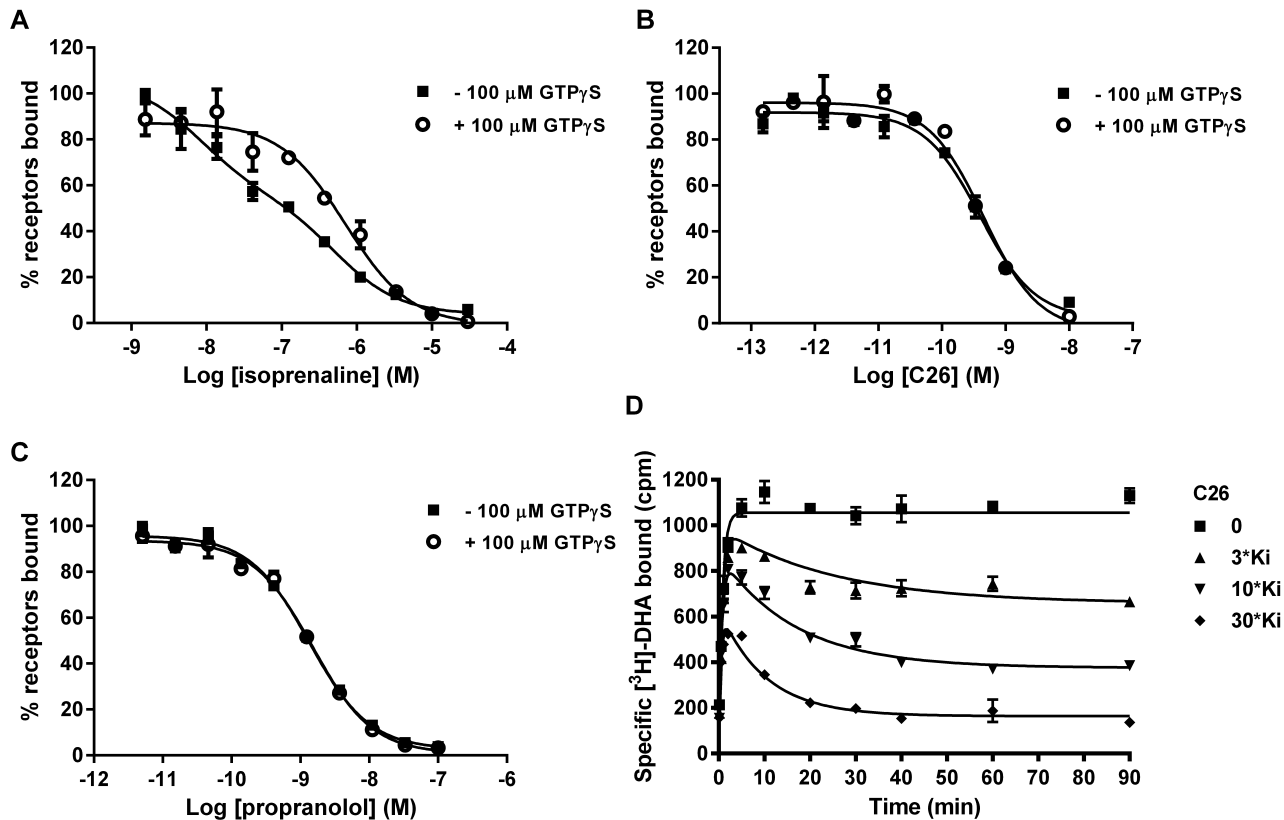 A
% receptors bound
120
100
80
60
40
20
0
-9
-8
-7
-6
-5
-4
Log [isoprenaline] (M)
- 100 μM GTPγS
+ 100 μM GTPγS
B
% receptors bound
120
100
80
60
40
20
0
-13
-12
-11
-10
-9
-8
-7
Log [C26] (M)
- 100 μM GTPγS
+ 100 μM GTPγS
C
% receptors bound
120
100
80
60
40
20
0
-12
-11
-10
-9
-8
-7
-6
Log [propranolol] (M)
- 100 μM GTPγS
+ 100 μM GTPγS
D
Specific [³H]-DHA bound (cpm)
1200
1000
800
600
400
200
0
0
10
20
30
40
50
60
70
80
90
Time (min)
C26
0
3*Ki
10*Ki
30*Ki